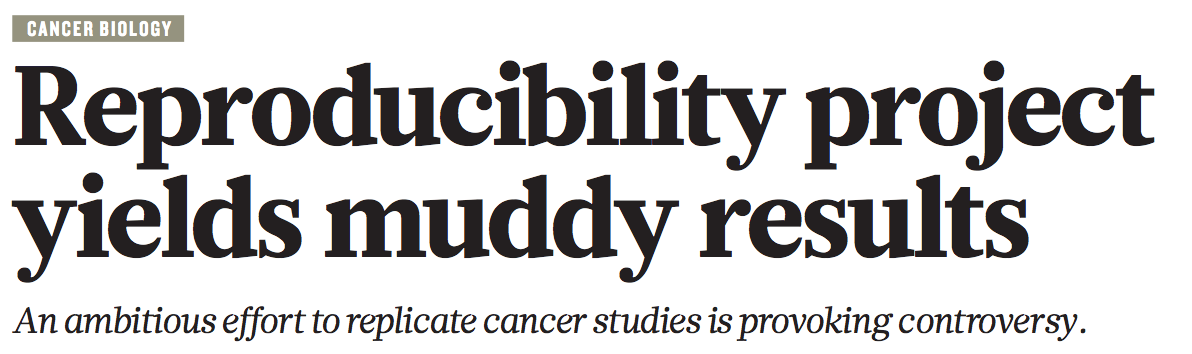 CANCER BIOLOGY
Reproducibility project
yields muddy results
An ambitious effort to replicate cancer studies is provoking controversy.